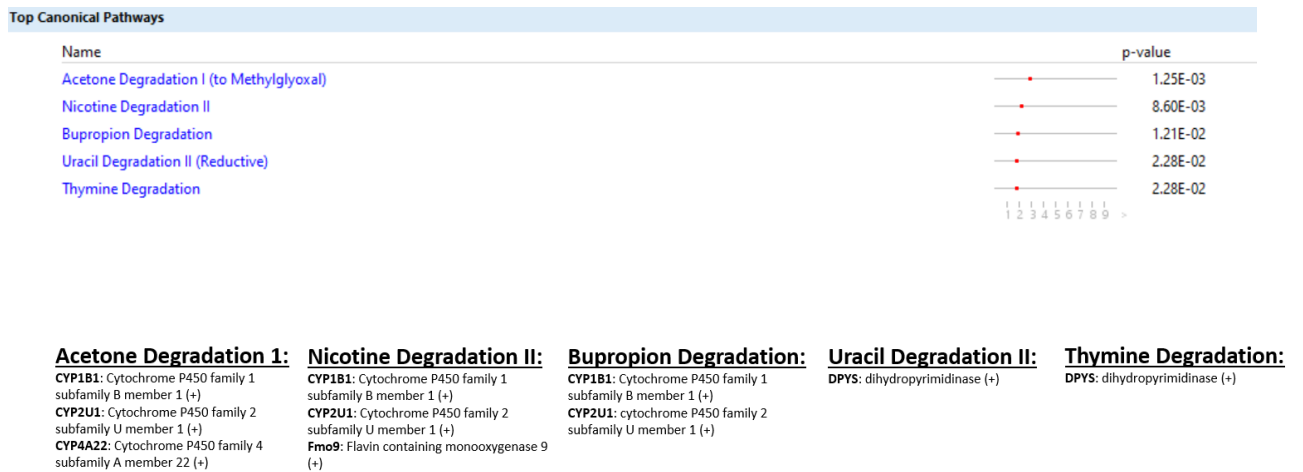 Top Canonical Pathways
Name p-value
Acetone Degradation I (to Methylglyoxal) 1.25E-03
Nicotine Degradation II 8.60E-03
Bupropion Degradation 1.21E-02
Uracil Degradation II (Reductive) 2.28E-02
Thymine Degradation 2.28E-02
1 2 3 4 5 6 7 8 9 >
Acetone Degradation 1:
CYP1B1: Cytochrome P450 family 1
subfamily B member 1 (+)
CYP2U1: Cytochrome P450 family 2
subfamily U member 1 (+)
CYP4A22: Cytochrome P450 family 4
subfamily A member 22 (+)
Nicotine Degradation II:
CYP1B1: Cytochrome P450 family 1
subfamily B member 1 (+)
CYP2U1: Cytochrome P450 family 2
subfamily U member 1 (+)
Fmo9: Flavin containing monooxygenase 9
(+)
Bupropion Degradation:
CYP1B1: Cytochrome P450 family 1
subfamily B member 1 (+)
CYP2U1: cytochrome P450 family 2
subfamily U member 1 (+)
Uracil Degradation II:
DPYS: dihydropyrimidinase (+)
Thymine Degradation:
DPYS: dihydropyrimidinase (+)